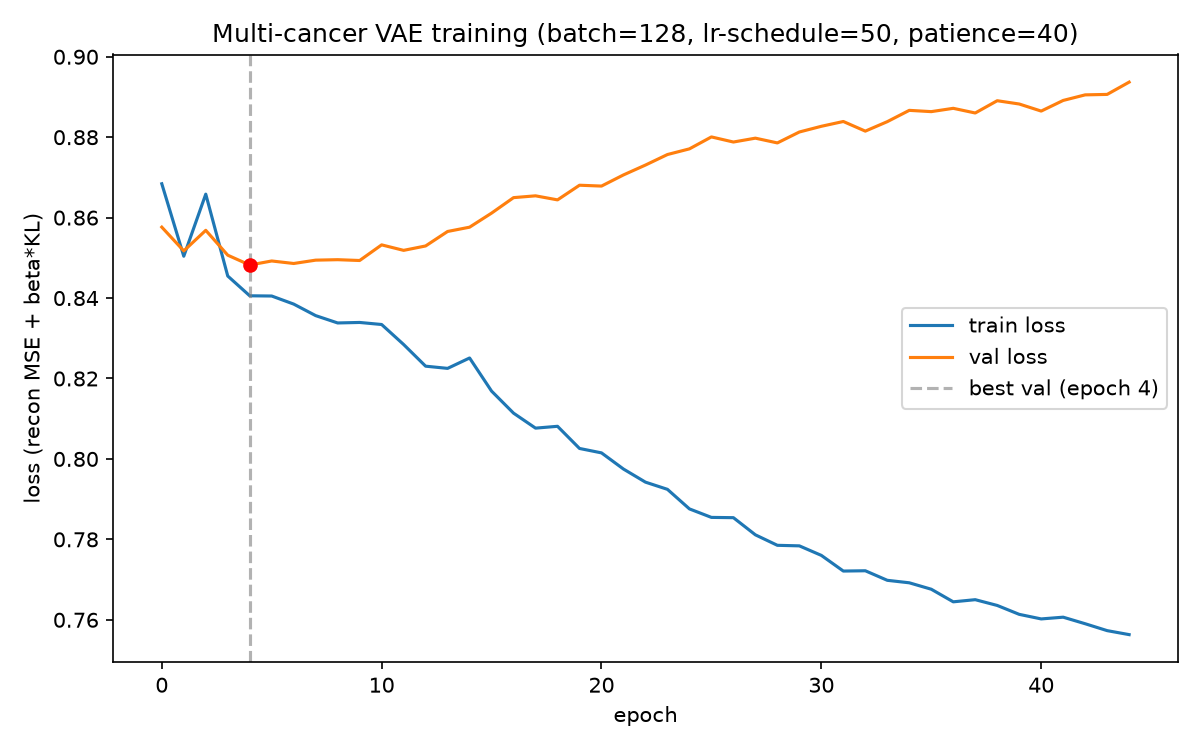 Multi-cancer VAE training (batch=128, lr-schedule=50, patience=40)
loss (recon MSE + beta*KL)
0.90
0.88
0.86
0.84
0.82
0.80
0.78
0.76
train loss
val loss
best val (epoch 4)
0
10
20
30
40
epoch